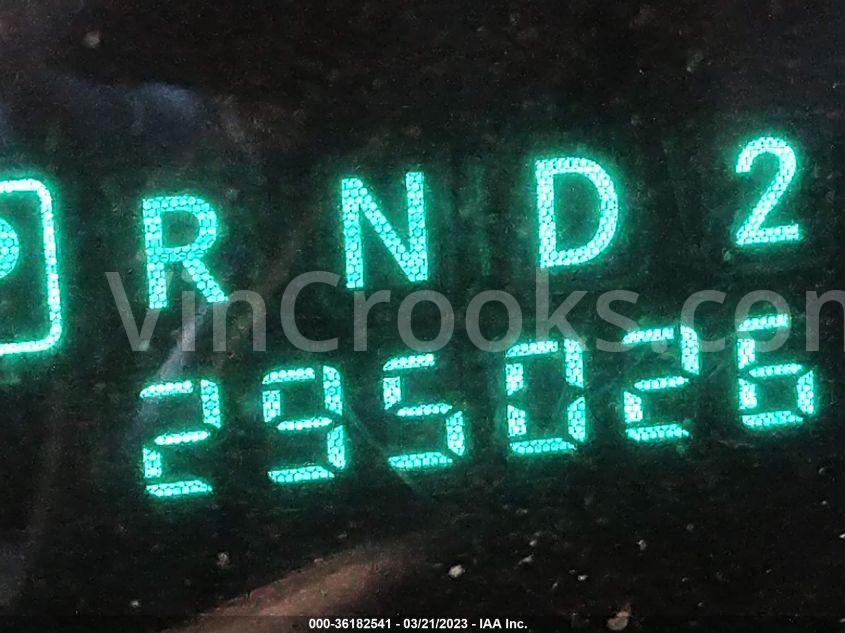 P R N D 2
VinCrooks.com
295026
000-36182541 - 03/21/2023 - IAA Inc.